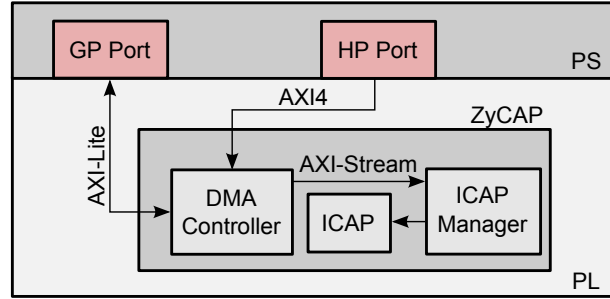 GP Port
HP Port
PS
AXI4
ZyCAP
AXI-Lite
AXI-Stream
DMA
Controller
ICAP
ICAP
Manager
PL